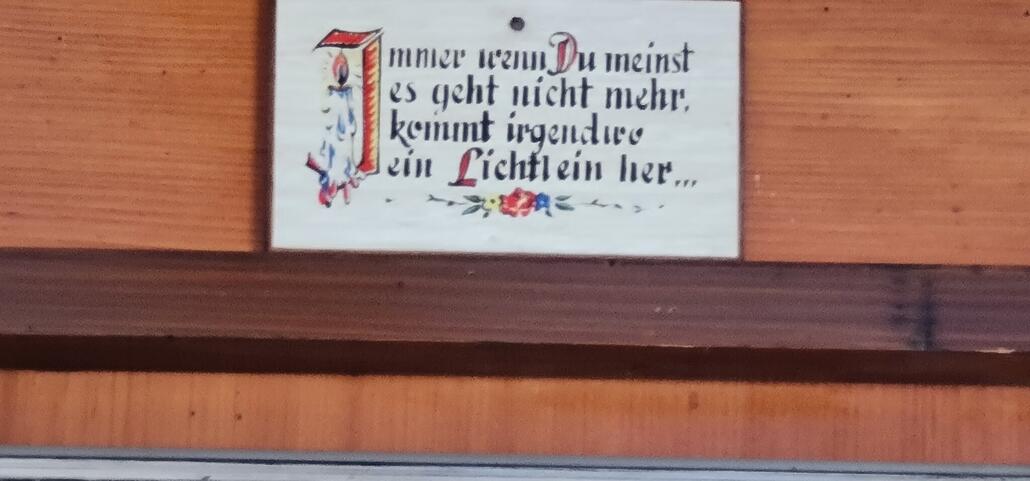 Immer wenn Du meinst
es geht nicht mehr,
kommt irgendwo
ein Lichtlein her...